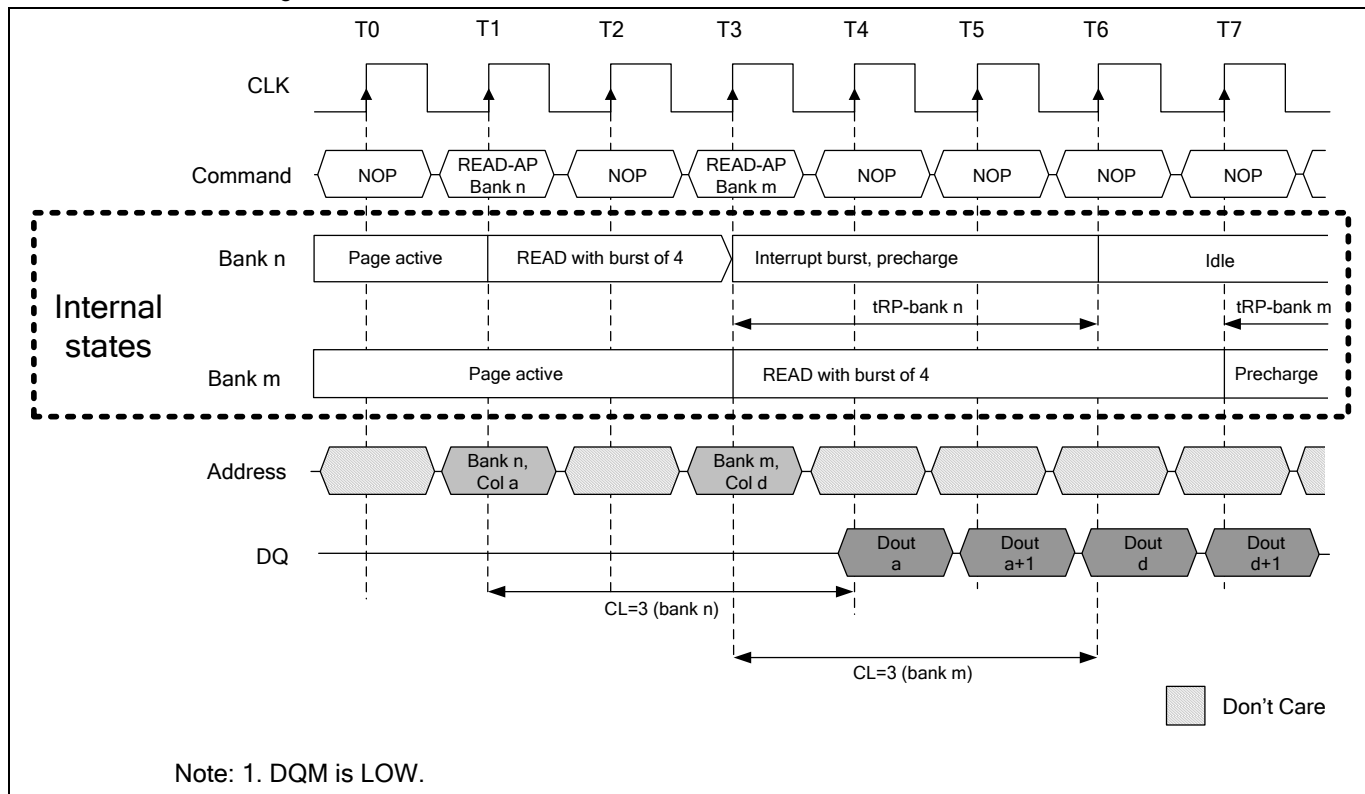 T0 T1 T2 T3 T4 T5 T6 T7
CLK
Command NOP READ-AP Bank n NOP READ-AP Bank m NOP NOP NOP NOP
Bank n Page active READ with burst of 4 Interrupt burst, precharge Idle
Internal states
tRP-bank n tRP-bank m
Bank m Page active READ with burst of 4 Precharge
Address Bank n, Col a Bank m, Col d
DQ Dout a Dout a+1 Dout d Dout d+1
CL=3 (bank n)
CL=3 (bank m)
Don't Care
Note: 1. DQM is LOW.